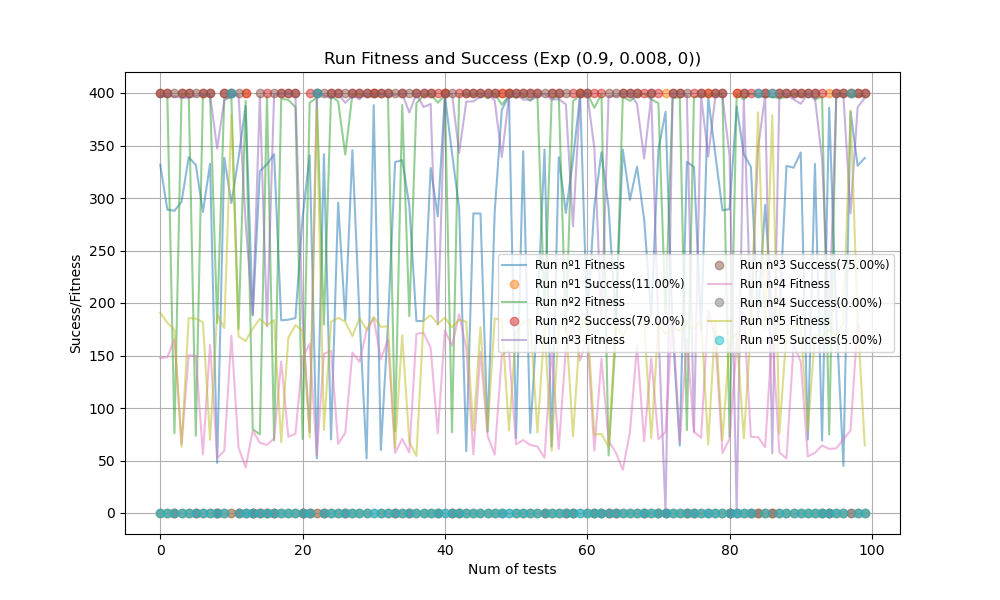 Run Fitness and Success (Exp (0.9, 0.008, 0))
Sucess/Fitness
400
350
300
250
200
150
100
50
0
Run nº1 Fitness
Run nº1 Success(11.00%)
Run nº2 Fitness
Run nº2 Success(79.00%)
Run nº3 Fitness
Run nº3 Success(75.00%)
Run nº4 Fitness
Run nº4 Success(0.00%)
Run nº5 Fitness
Run nº5 Success(5.00%)
0 20 40 60 80 100
Num of tests